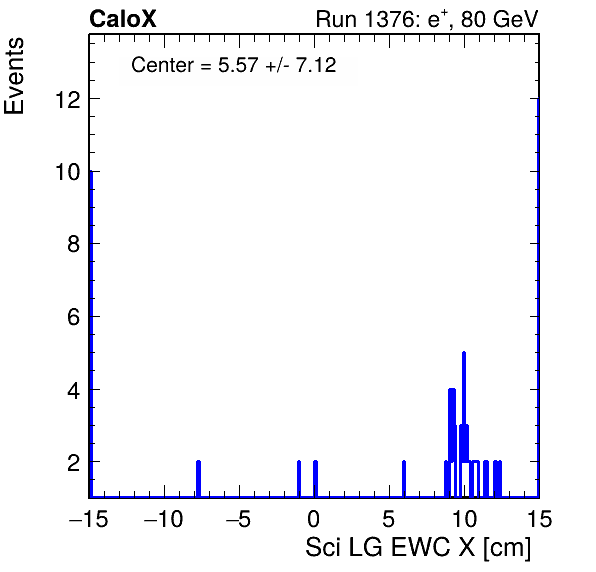 CaloX Run 1376: e⁺, 80 GeV
Center = 5.57 +/- 7.12
Events
12
10
8
6
4
2
−15 −10 −5 0 5 10 15
Sci LG EWC X [cm]